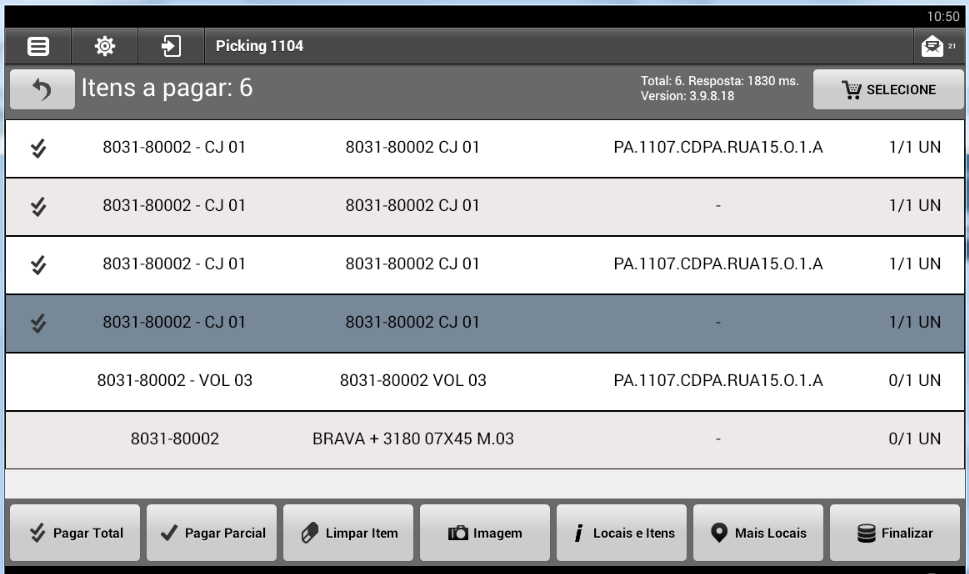 10:50
Picking 1104
21
Itens a pagar: 6
Total: 6. Resposta: 1830 ms.
Version: 3.9.8.18
SELECIONE
8031-80002 - CJ 01 8031-80002 CJ 01 PA.1107.CDPA.RUA15.O.1.A 1/1 UN
8031-80002 - CJ 01 8031-80002 CJ 01 - 1/1 UN
8031-80002 - CJ 01 8031-80002 CJ 01 PA.1107.CDPA.RUA15.O.1.A 1/1 UN
8031-80002 - CJ 01 8031-80002 CJ 01 - 1/1 UN
8031-80002 - VOL 03 8031-80002 VOL 03 PA.1107.CDPA.RUA15.O.1.A 0/1 UN
8031-80002 BRAVA + 3180 07X45 M.03 - 0/1 UN
Pagar Total Pagar Parcial Limpar Item Imagem Locais e Itens Mais Locais Finalizar